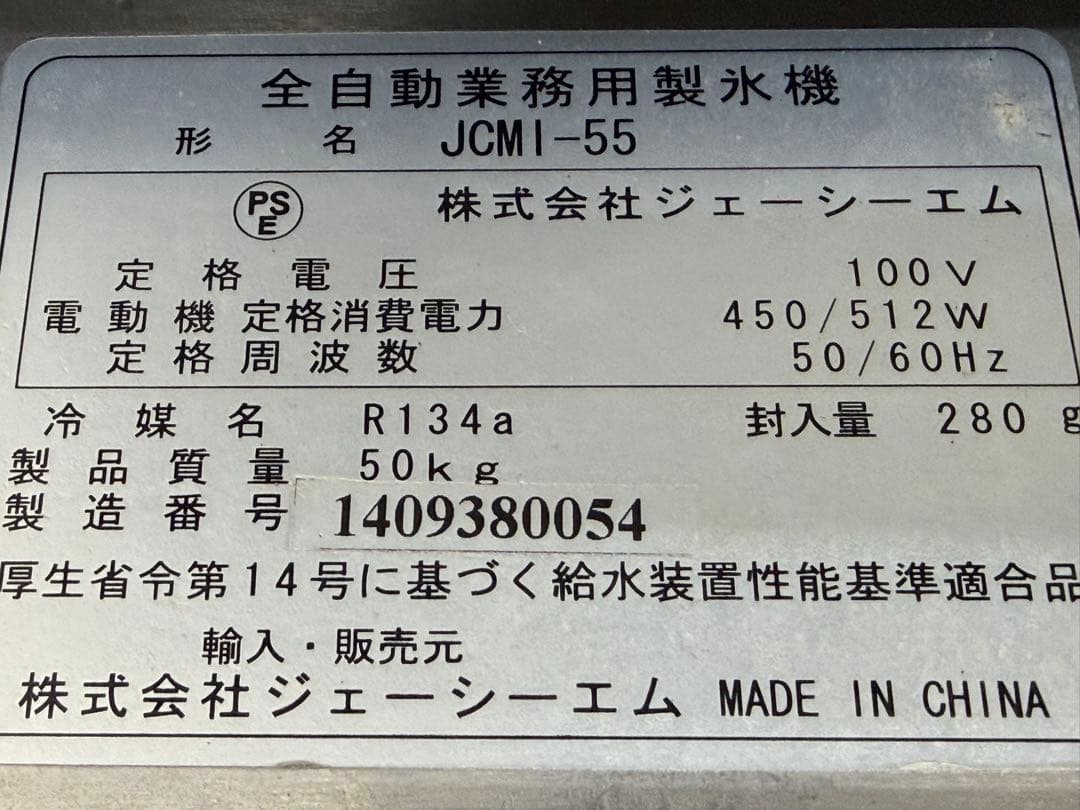 全自動業務用製氷機
形名 JCMI-55
PSE 株式会社ジェーシーエム
定格電圧 100V
電動機定格消費電力 450/512W
定格周波数 50/60Hz
冷媒名 R134a 封入量 280g
製品質量 50kg
製造番号 1409380054
厚生省令第14号に基づく給水装置性能基準適合品
輸入・販売元
株式会社ジェーシーエム MADE IN CHINA